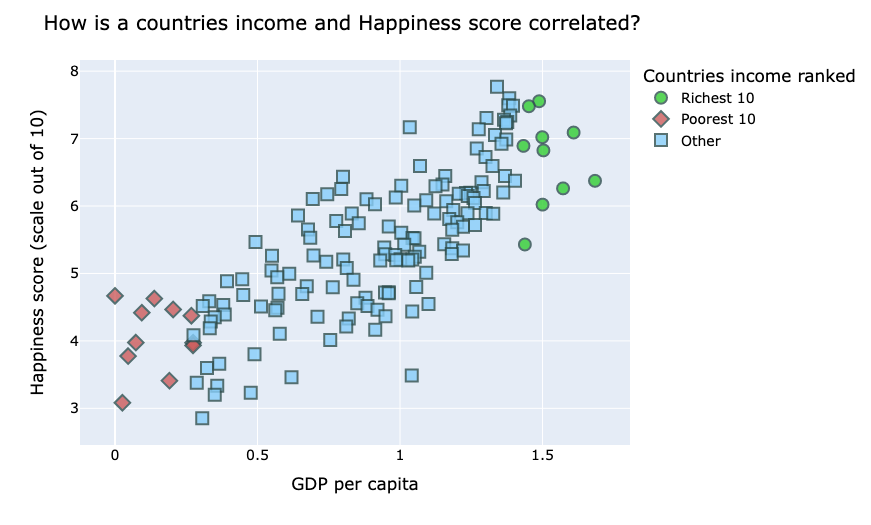 How is a countries income and Happiness score correlated?
Countries income ranked
Richest 10
Poorest 10
Other
Happiness score (scale out of 10)
8
7
6
5
4
3
0
0.5
1
1.5
GDP per capita